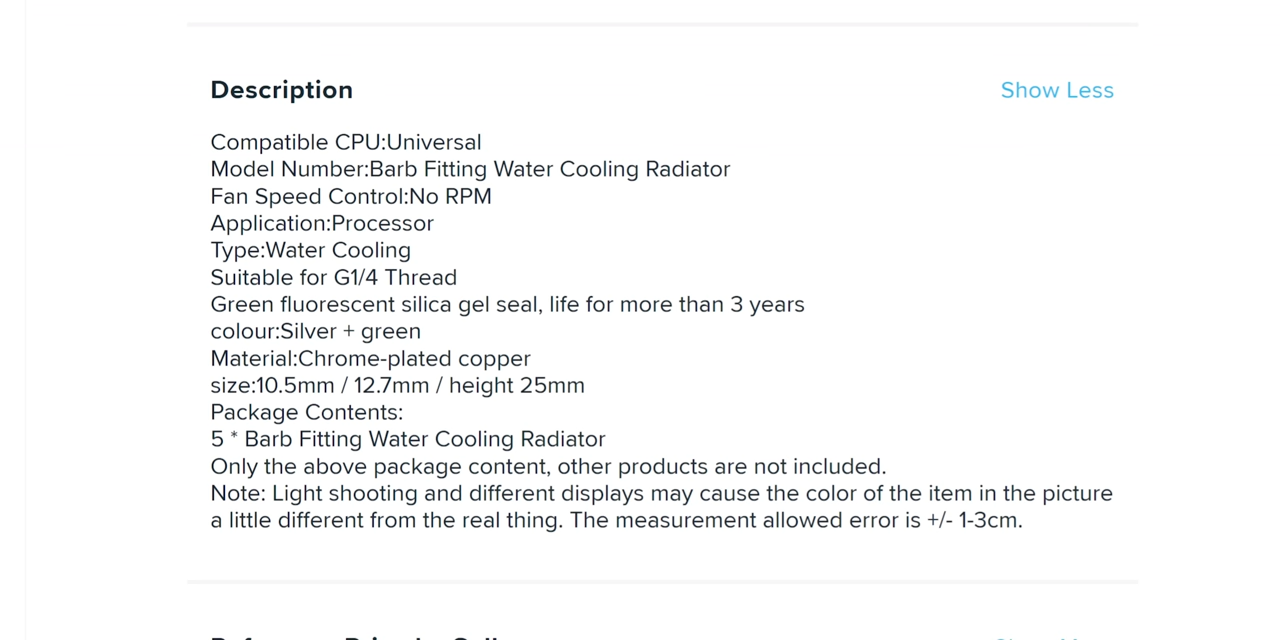 Description
Show Less
Compatible CPU:Universal
Model Number:Barb Fitting Water Cooling Radiator
Fan Speed Control:No RPM
Application:Processor
Type:Water Cooling
Suitable for G1/4 Thread
Green fluorescent silica gel seal, life for more than 3 years
colour:Silver + green
Material:Chrome-plated copper
size:10.5mm / 12.7mm / height 25mm
Package Contents:
5 * Barb Fitting Water Cooling Radiator
Only the above package content, other products are not included.
Note: Light shooting and different displays may cause the color of the item in the picture
a little different from the real thing. The measurement allowed error is +/- 1-3cm.